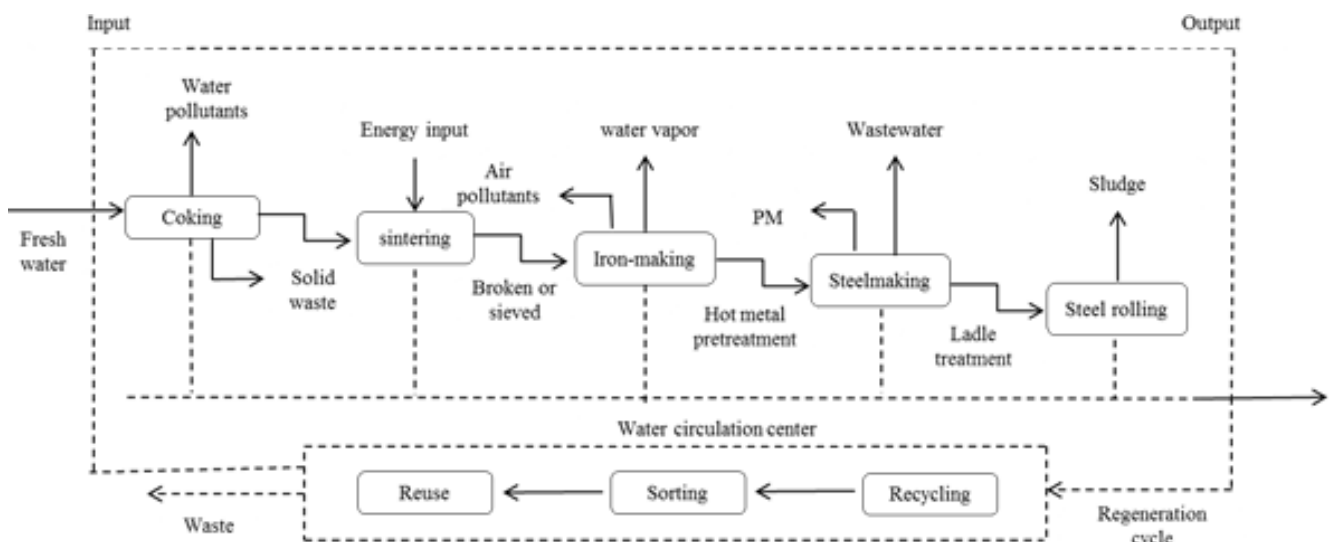 Input
Output
Water
pollutants
Energy input
water vapor
Wastewater
Air
pollutants
Sludge
PM
Coking
sintering
Iron-making
Steelmaking
Steel rolling
Fresh
water
Solid
waste
Broken or
sieved
Hot metal
pretreatment
Ladle
treatment
Water circulation center
Reuse
Sorting
Recycling
Waste
Regeneration
cycle